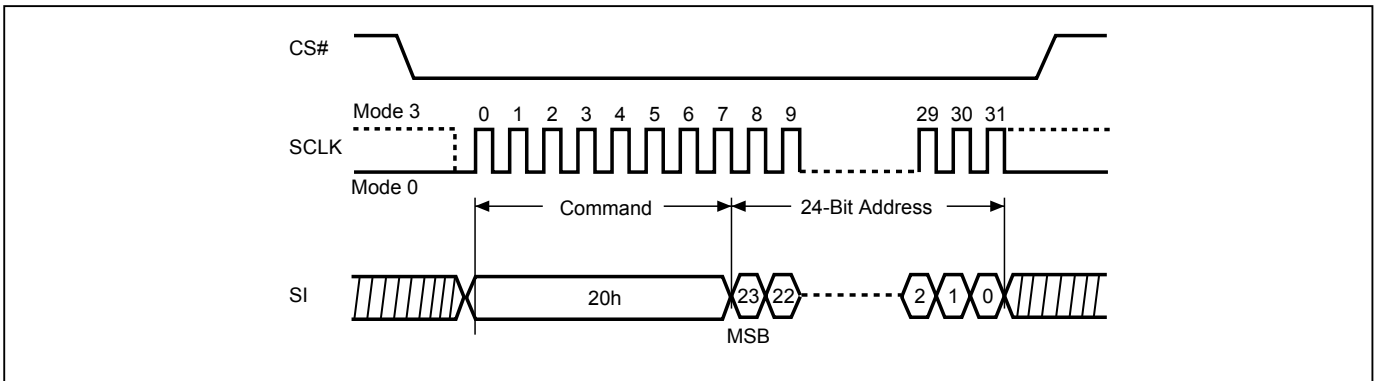 CS#
Mode 3
0 1 2 3 4 5 6 7 8 9 29 30 31
SCLK
Mode 0
Command 24-Bit Address
SI 20h 23 22 2 1 0
MSB